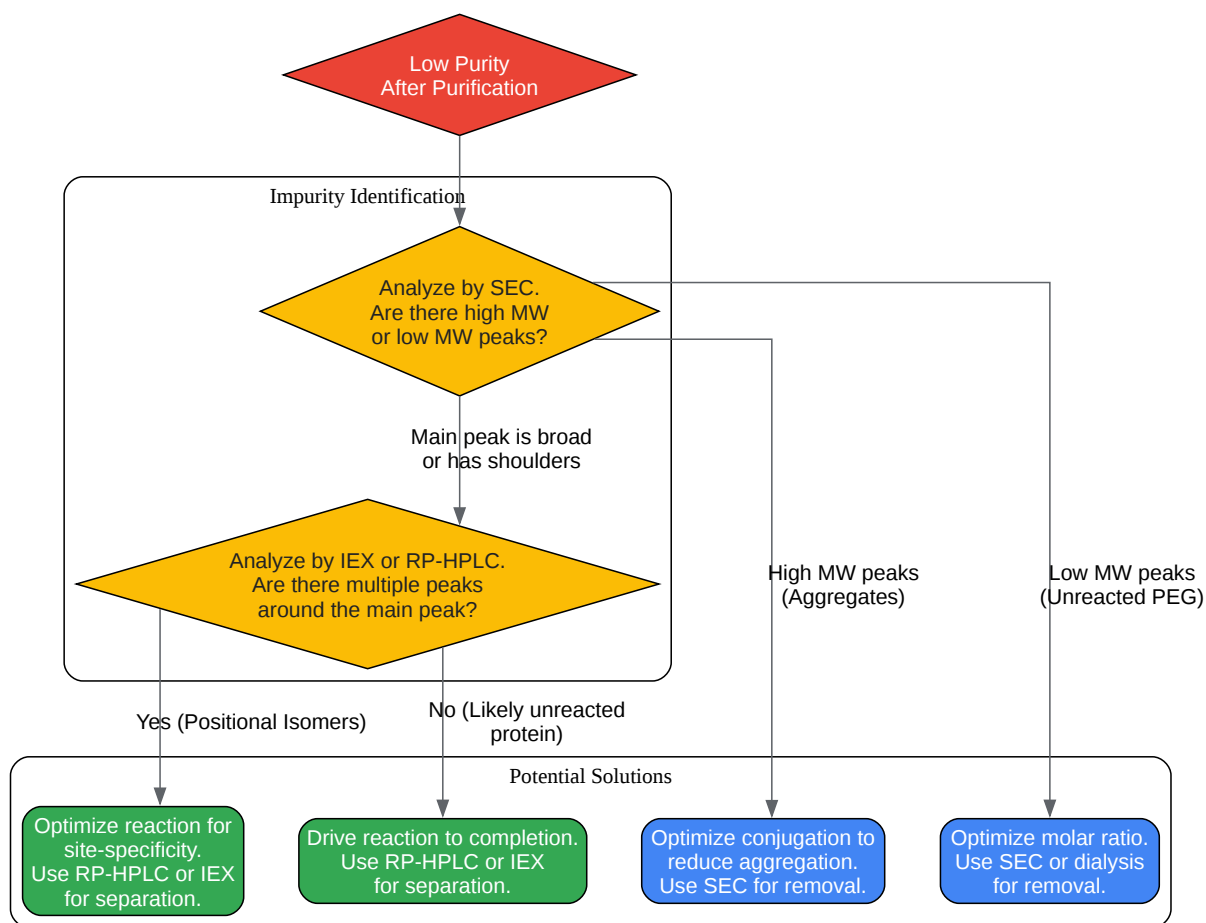 Low Purity
After Purification
Impurity Identification
Analyze by SEC.
Are there high MW
or low MW peaks?
Main peak is broad
or has shoulders
Analyze by IEX or RP-HPLC.
Are there multiple peaks
around the main peak?
High MW peaks
(Aggregates)
Low MW peaks
(Unreacted PEG)
Yes (Positional Isomers)
No (Likely unreacted
protein)
Potential Solutions
Optimize reaction for
site-specificity.
Use RP-HPLC or IEX
for separation.
Drive reaction to completion.
Use RP-HPLC or IEX
for separation.
Optimize conjugation to
reduce aggregation.
Use SEC for removal.
Optimize molar ratio.
Use SEC or dialysis
for removal.